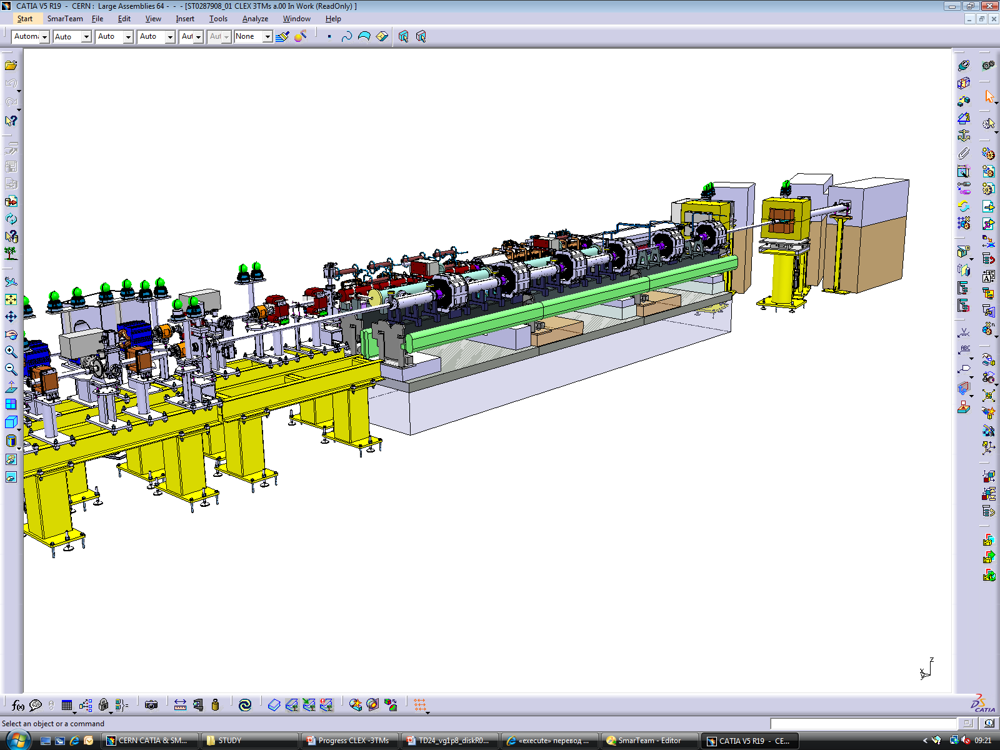 CATIA V5 R19 - CERN : Large Assemblies 64 - - - [ST0287908_01 CLEX 3TMs a.00 In Work (ReadOnly) ]
Start SmarTeam File Edit View Insert Tools Analyze Window Help
Autom Auto Auto Auto Aut Aut None
ABC
z
x
y
f(x)
CATIA
Select an object or a command
CERN CATIA & SM... STUDY Progress CLEX -3TMs TD24_vg1p8_diskR0... «execute» перевод ... SmarTeam - Editor CATIA V5 R19 - CE... 09:21